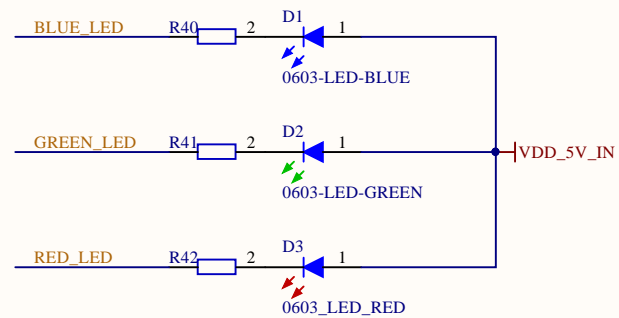 BLUE_LED R40 2 D1 1
0603-LED-BLUE
GREEN_LED R41 2 D2 1
VDD_5V_IN
0603-LED-GREEN
RED_LED R42 2 D3 1
0603_LED_RED